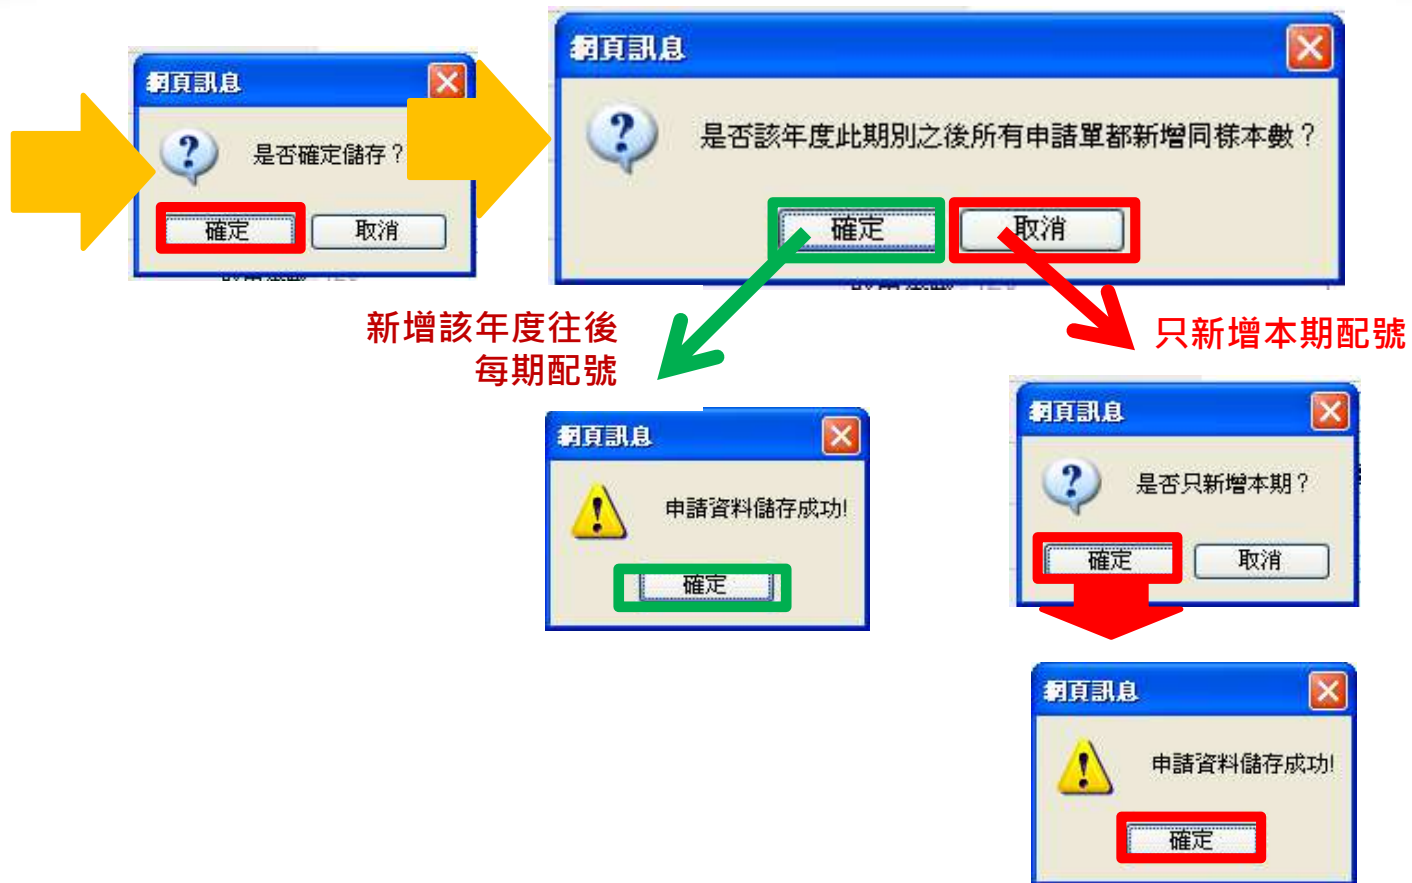 網頁訊息
是否確定儲存？
確定
取消
網頁訊息
是否該年度此期別之後所有申請單都新增同樣本數？
確定
取消
新增該年度往後
每期配號
只新增本期配號
網頁訊息
申請資料儲存成功!
確定
網頁訊息
是否只新增本期？
確定
取消
網頁訊息
申請資料儲存成功!
確定